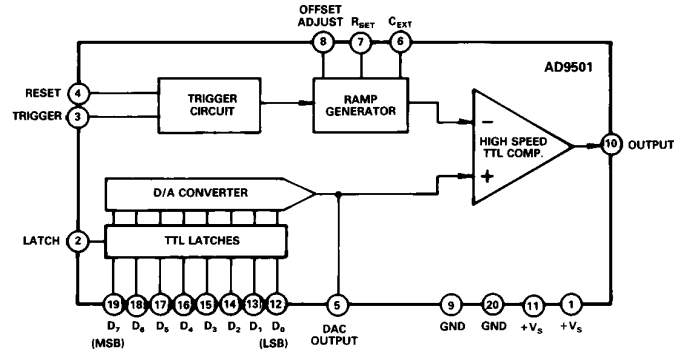 OFFSET ADJUST
R_SET
C_EXT
8
7
6
AD9501
RESET
4
TRIGGER
3
TRIGGER CIRCUIT
RAMP GENERATOR
−
HIGH SPEED TTL COMP.
+
10
OUTPUT
D/A CONVERTER
LATCH
2
TTL LATCHES
19
18
17
16
15
14
13
12
5
9
20
11
1
D7
D6
D5
D4
D3
D2
D1
D0
(MSB)
(LSB)
DAC OUTPUT
GND
GND
+VS
+VS